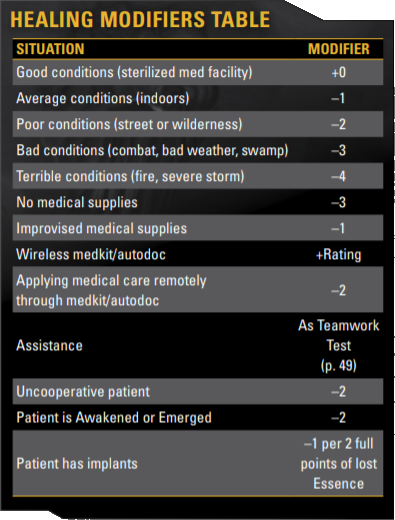 HEALING MODIFIERS TABLE
SITUATION MODIFIER
Good conditions (sterilized med facility) +0
Average conditions (indoors) –1
Poor conditions (street or wilderness) –2
Bad conditions (combat, bad weather, swamp) –3
Terrible conditions (fire, severe storm) –4
No medical supplies –3
Improvised medical supplies –1
Wireless medkit/autodoc +Rating
Applying medical care remotely
through medkit/autodoc –2
Assistance As Teamwork
Test
(p. 49)
Uncooperative patient –2
Patient is Awakened or Emerged –2
Patient has implants –1 per 2 full
points of lost
Essence